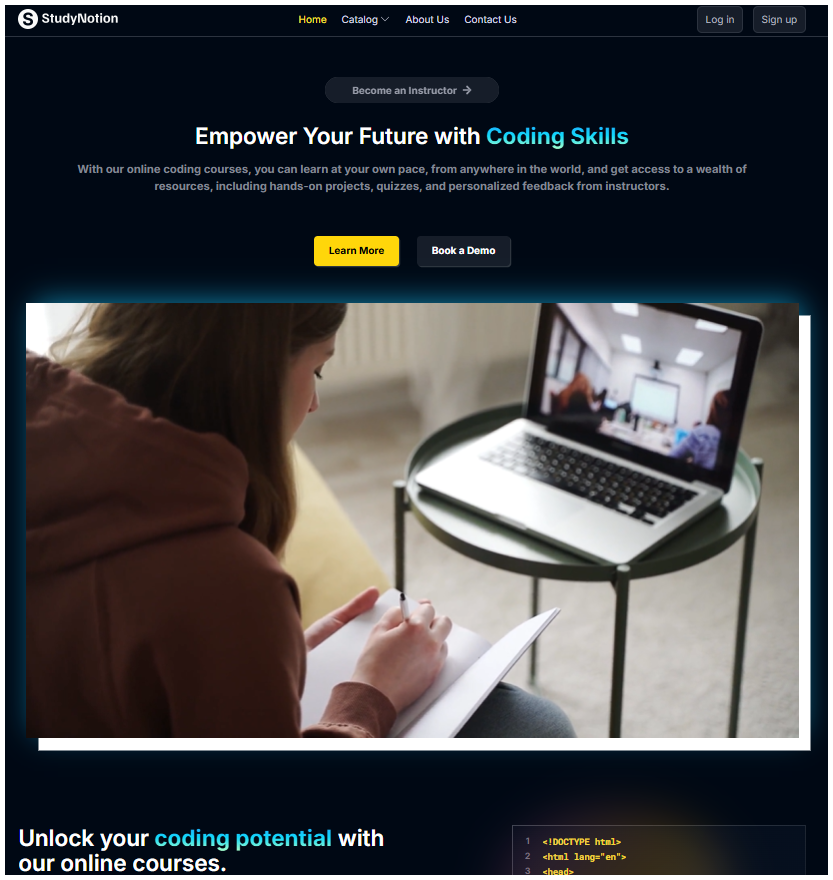 StudyNotion
Home Catalog About Us Contact Us
Log in Sign up
Become an Instructor →
Empower Your Future with Coding Skills
With our online coding courses, you can learn at your own pace, from anywhere in the world, and get access to a wealth of
resources, including hands-on projects, quizzes, and personalized feedback from instructors.
Learn More Book a Demo
Unlock your coding potential with
our online courses.
1 <!DOCTYPE html>
2 <html lang="en">
3 <head>